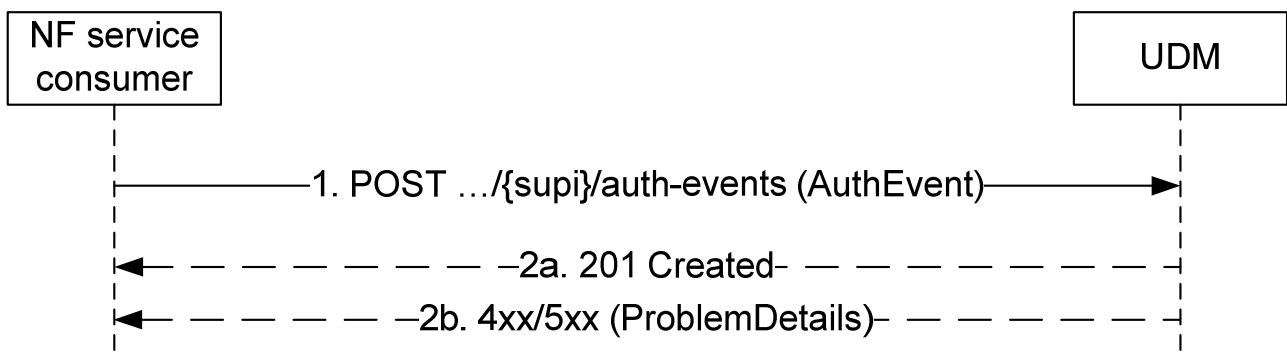 NF service
consumer
UDM
1. POST …/{supi}/auth-events (AuthEvent)
2a. 201 Created
2b. 4xx/5xx (ProblemDetails)